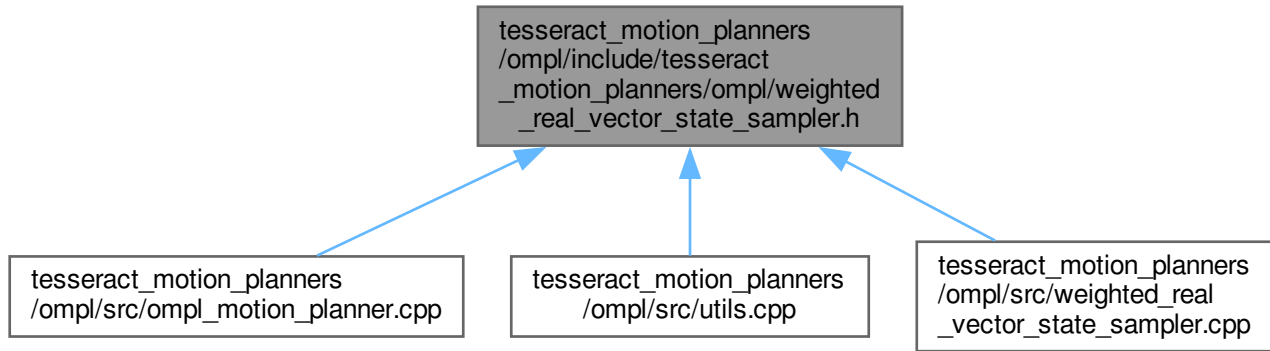 tesseract_motion_planners
/ompl/include/tesseract
_motion_planners/ompl/weighted
_real_vector_state_sampler.h
tesseract_motion_planners
/ompl/src/ompl_motion_planner.cpp
tesseract_motion_planners
/ompl/src/utils.cpp
tesseract_motion_planners
/ompl/src/weighted_real
_vector_state_sampler.cpp